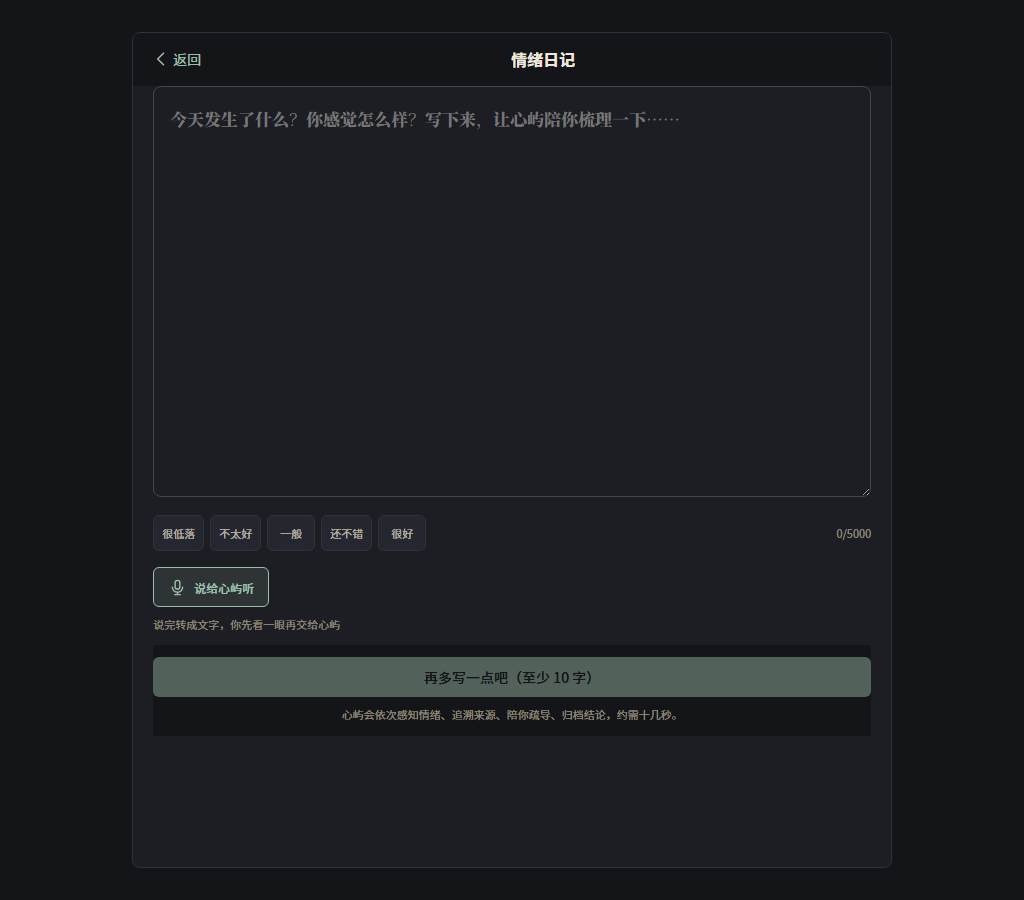 返回
情绪日记
今天发生了什么？你感觉怎么样？写下来，让心屿陪你梳理一下……
很低落 不太好 一般 还不错 很好 0/5000
说给心屿听
说完转成文字，你先看一眼再交给心屿
再多写一点吧（至少 10 字）
心屿会依次感知情绪、追溯来源、陪你疏导、归档结论，约需十几秒。